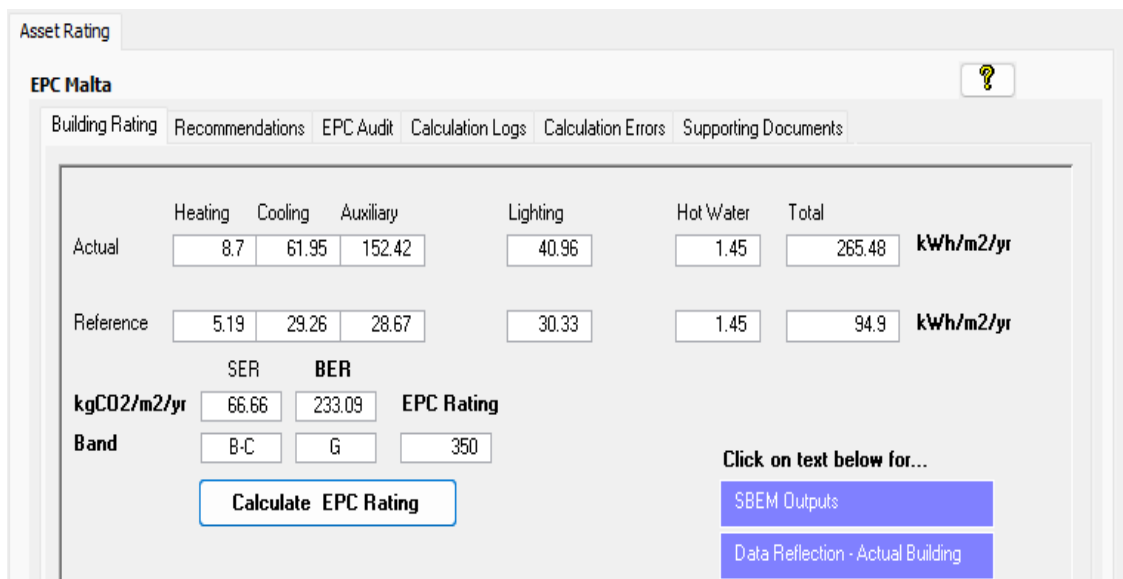 Asset Rating
EPC Malta
?
Building Rating Recommendations EPC Audit Calculation Logs Calculation Errors Supporting Documents
Heating Cooling Auxiliary Lighting Hot Water Total
Actual 8.7 61.95 152.42 40.96 1.45 265.48 kWh/m2/yr
Reference 5.19 29.26 28.67 30.33 1.45 94.9 kWh/m2/yr
SER BER
kgCO2/m2/yr 66.66 233.09 EPC Rating
Band B-C G 350
Click on text below for...
Calculate EPC Rating
SBEM Outputs
Data Reflection - Actual Building